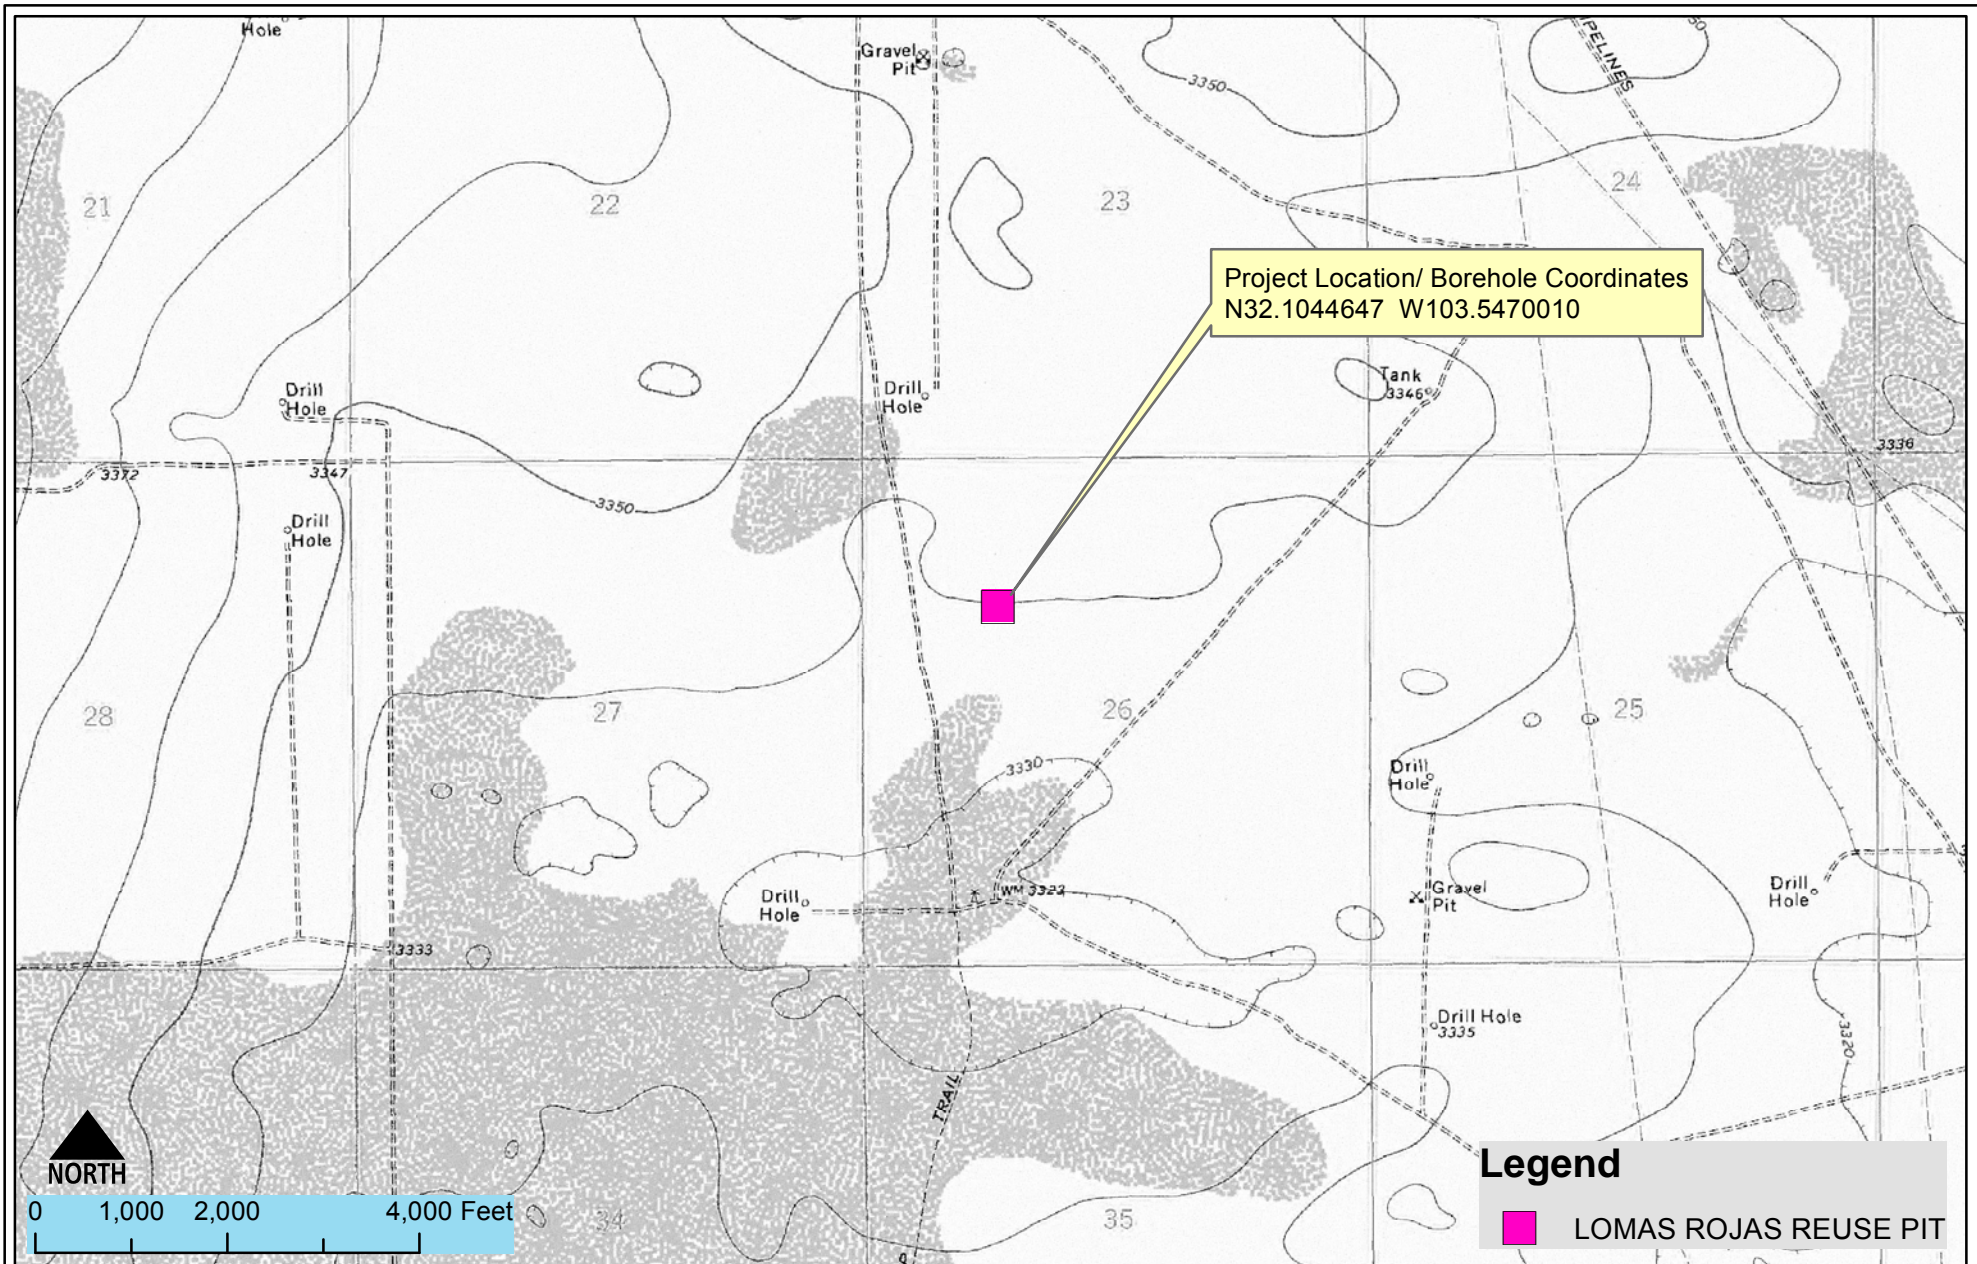 Hole
Gravel
Pit
3350
50
PIPELINES
21
22
23
24
Project Location/ Borehole Coordinates
N32.1044647  W103.5470010
Drill
Hole
Drill
Hole
Tank
3346
3372
3347
3350
3336
Drill
Hole
28
27
26
25
3330
Drill
Hole
Drill
Hole
WM 3323
Gravel
Pit
Drill
Hole
3333
Drill Hole
3335
3320
TRAIL
NORTH
0 1,000 2,000 4,000 Feet
34
35
Legend
LOMAS ROJAS REUSE PIT